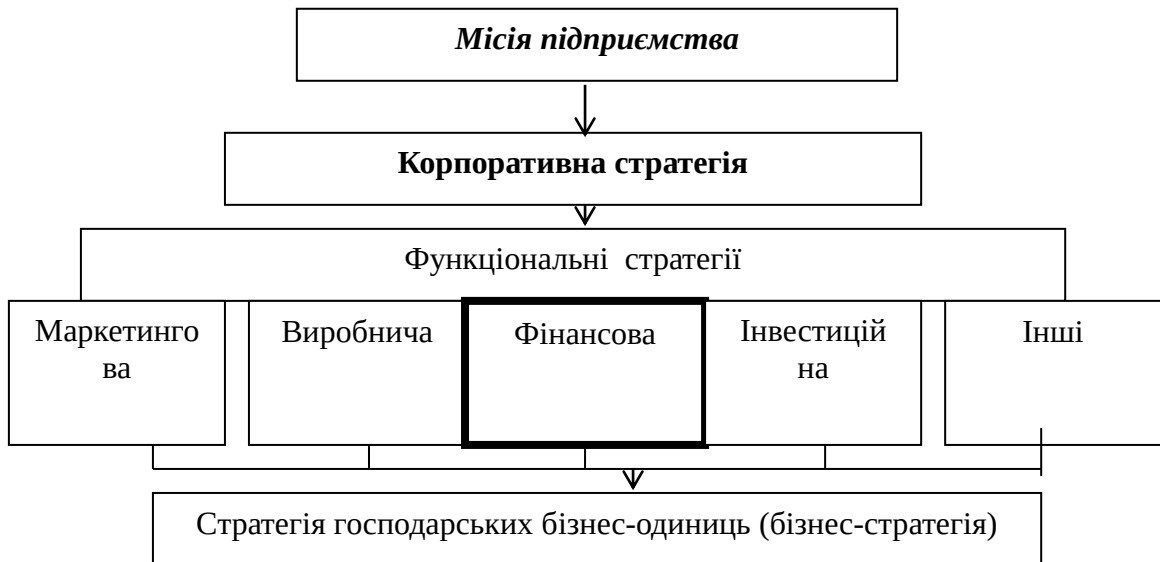 Місія підприємства
Корпоративна стратегія
Функціональні стратегії
Маркетинго
ва
Виробнича
Фінансова
Інвестицій
на
Інші
Стратегія господарських бізнес-одиниць (бізнес-стратегія)